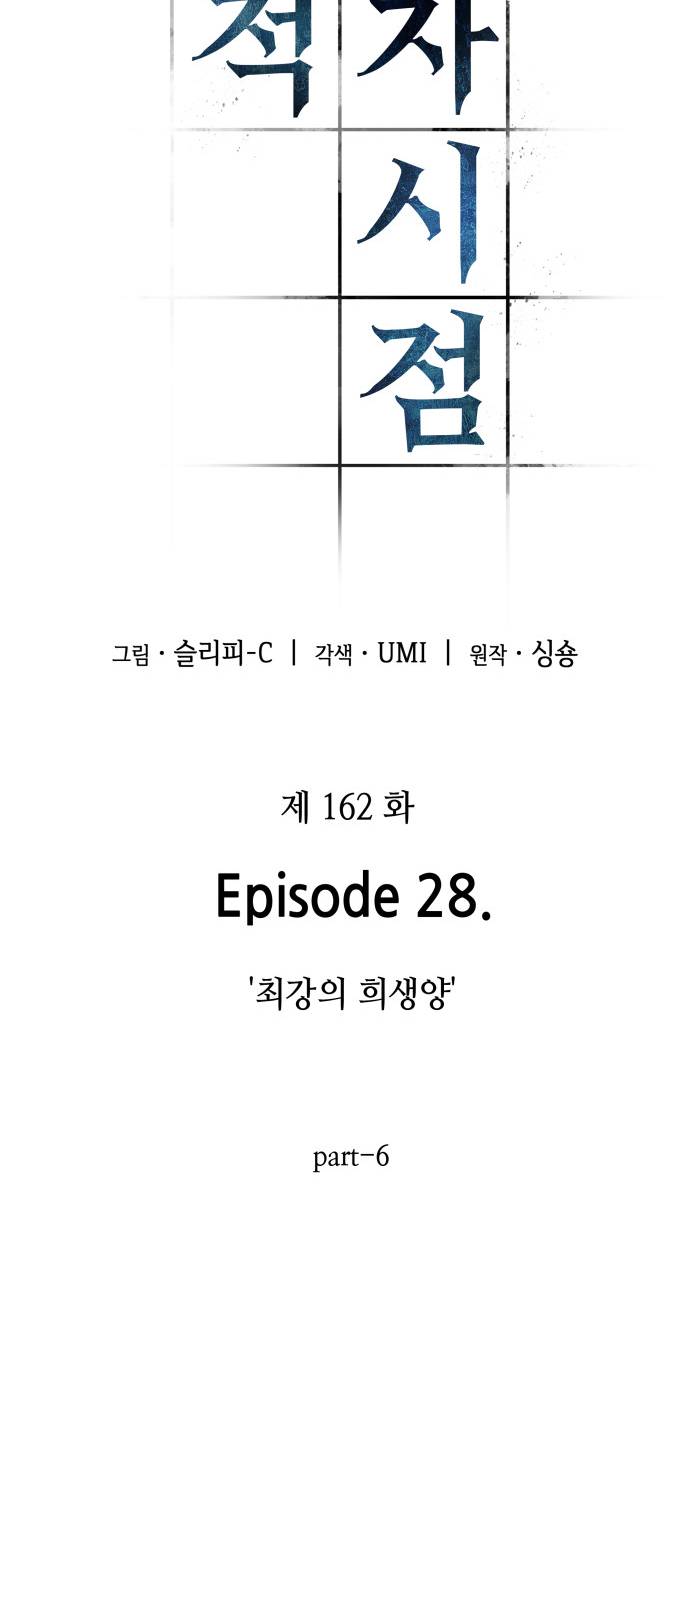 적 자
시
점
그림 · 슬리피-C | 각색 · UMI | 원작 · 싱숑
제 162 화
Episode 28.
'최강의 희생양'
part-6